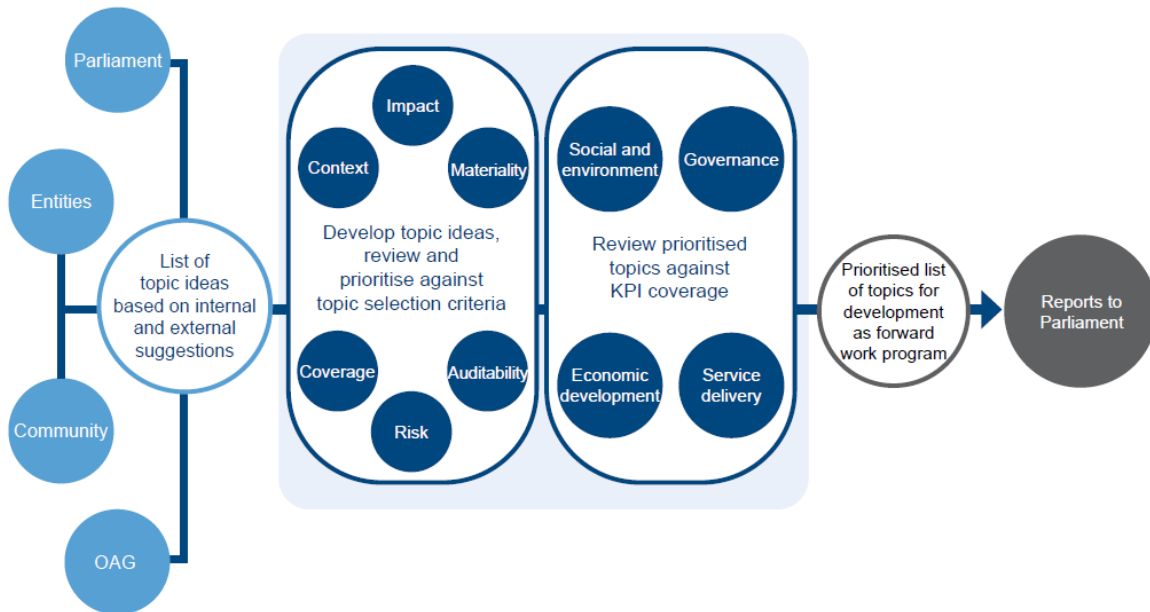 Parliament
Entities
Community
OAG
List of
topic ideas
based on internal
and external
suggestions
Impact
Context
Materiality
Develop topic ideas,
review and
prioritise against
topic selection criteria
Coverage
Auditability
Risk
Social and
environment
Governance
Review prioritised
topics against
KPI coverage
Economic
development
Service
delivery
Prioritised list
of topics for
development
as forward
work program
Reports to
Parliament